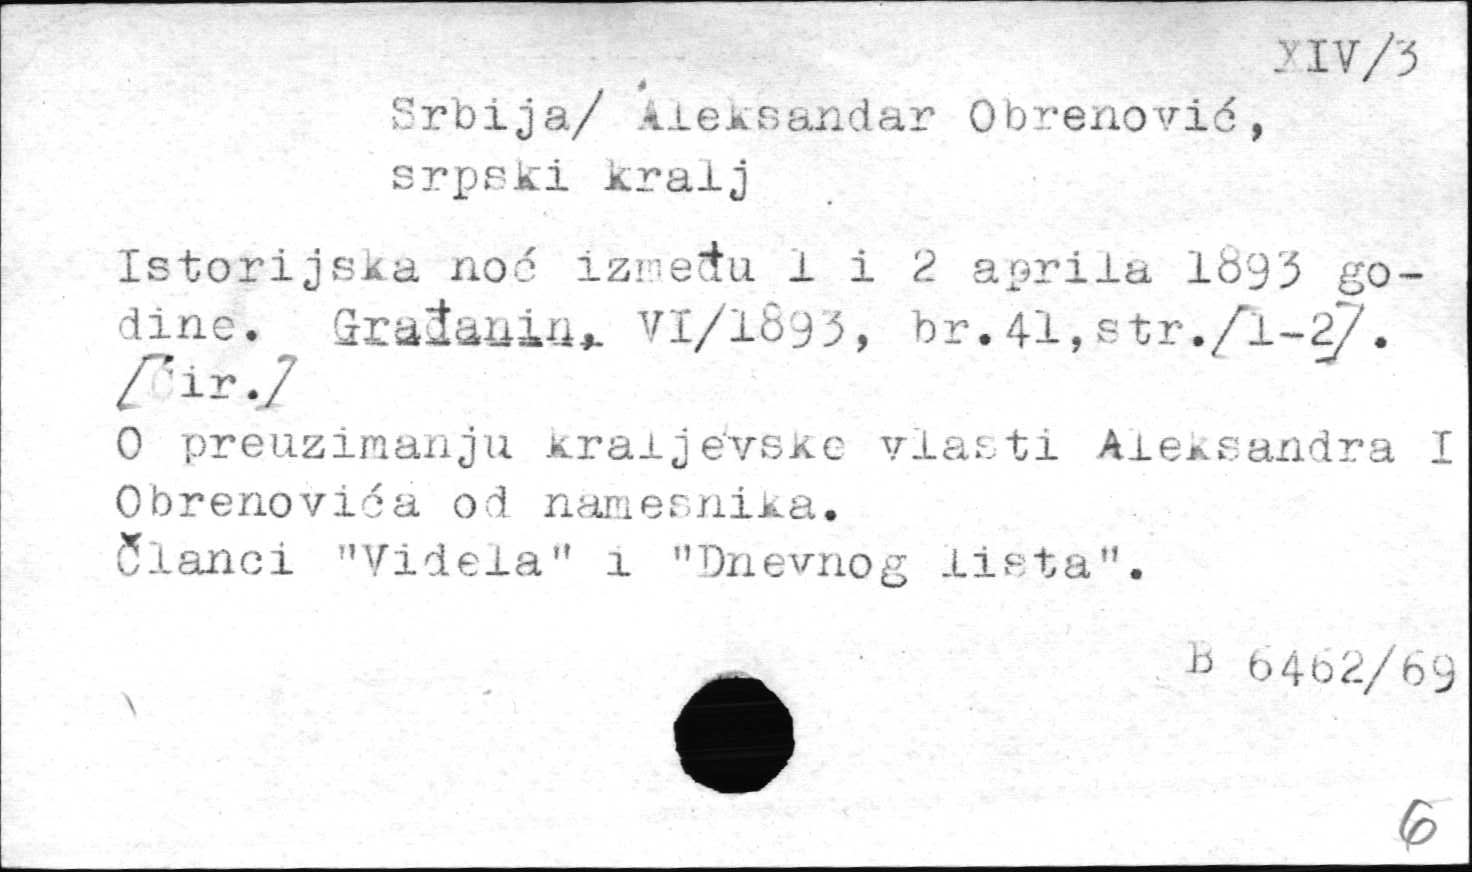 XIV/3
Srbija/ Aleksandar Obrenović,
srpski kralj
Istorijska noć između 1 i 2 aprila 1893 go-
dine. Građanin, VI/1893, br.41,str./1-2/.
/Ćir./
O preuzimanju kraljevske vlasti Aleksandra I
Obrenovića od namesnika.
Članci "Videla" i "Dnevnog lista".
B 6462/69
6